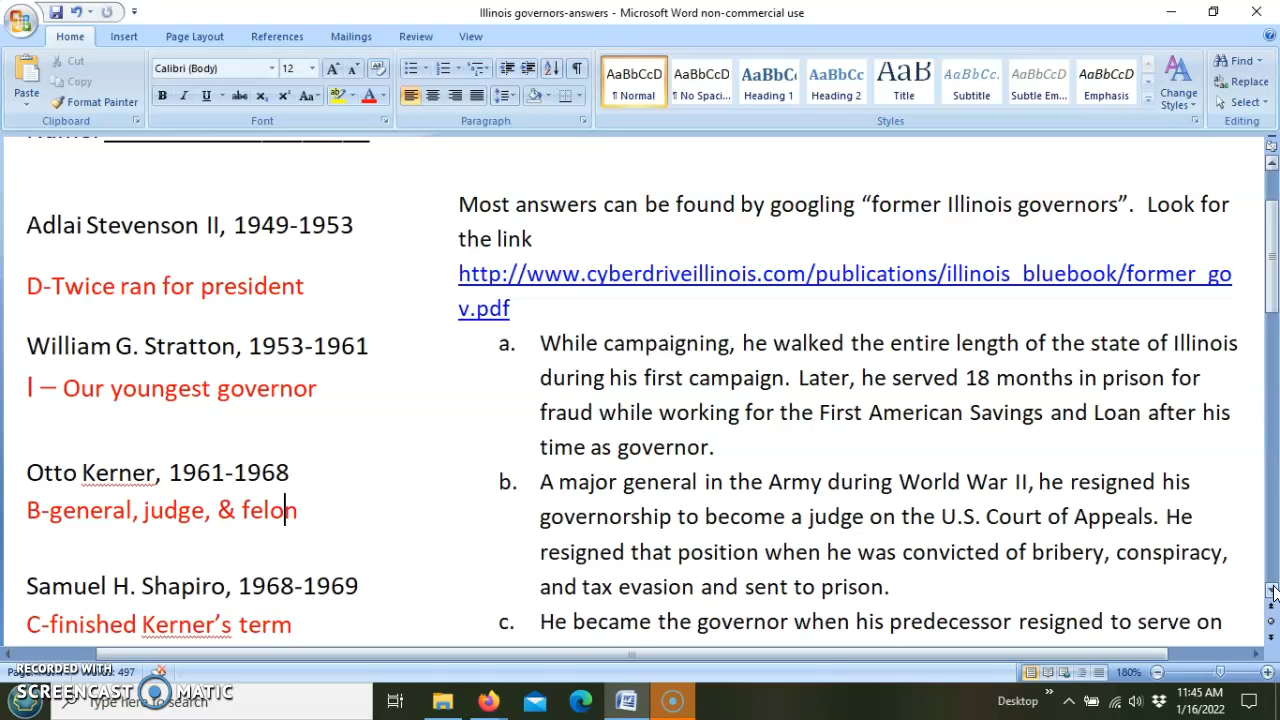 Illinois governors-answers - Microsoft Word non-commercial use
Home Insert Page Layout References Mailings Review View
Paste
Cut
Copy
Format Painter
Clipboard
Calibri (Body) 12
Font
Paragraph
AaBbCcD AaBbCcD AaBbC AaBbCc AaB AaBbCc. AaBbCcD AaBbCcD
¶ Normal ¶ No Spaci... Heading 1 Heading 2 Title Subtitle Subtle Em... Emphasis
Styles
Change
Styles
Find
Replace
Select
Editing
Adlai Stevenson II, 1949-1953
D-Twice ran for president
William G. Stratton, 1953-1961
I – Our youngest governor
Otto Kerner, 1961-1968
B-general, judge, & felon
Samuel H. Shapiro, 1968-1969
C-finished Kerner’s term
Most answers can be found by googling “former Illinois governors”. Look for
the link
http://www.cyberdriveillinois.com/publications/illinois_bluebook/former_go
v.pdf
a. While campaigning, he walked the entire length of the state of Illinois
during his first campaign. Later, he served 18 months in prison for
fraud while working for the First American Savings and Loan after his
time as governor.
b. A major general in the Army during World War II, he resigned his
governorship to become a judge on the U.S. Court of Appeals. He
resigned that position when he was convicted of bribery, conspiracy,
and tax evasion and sent to prison.
c. He became the governor when his predecessor resigned to serve on
497
180%
RECORDED WITH
SCREENCAST MATIC
Type here to search
Desktop
11:45 AM
1/16/2022